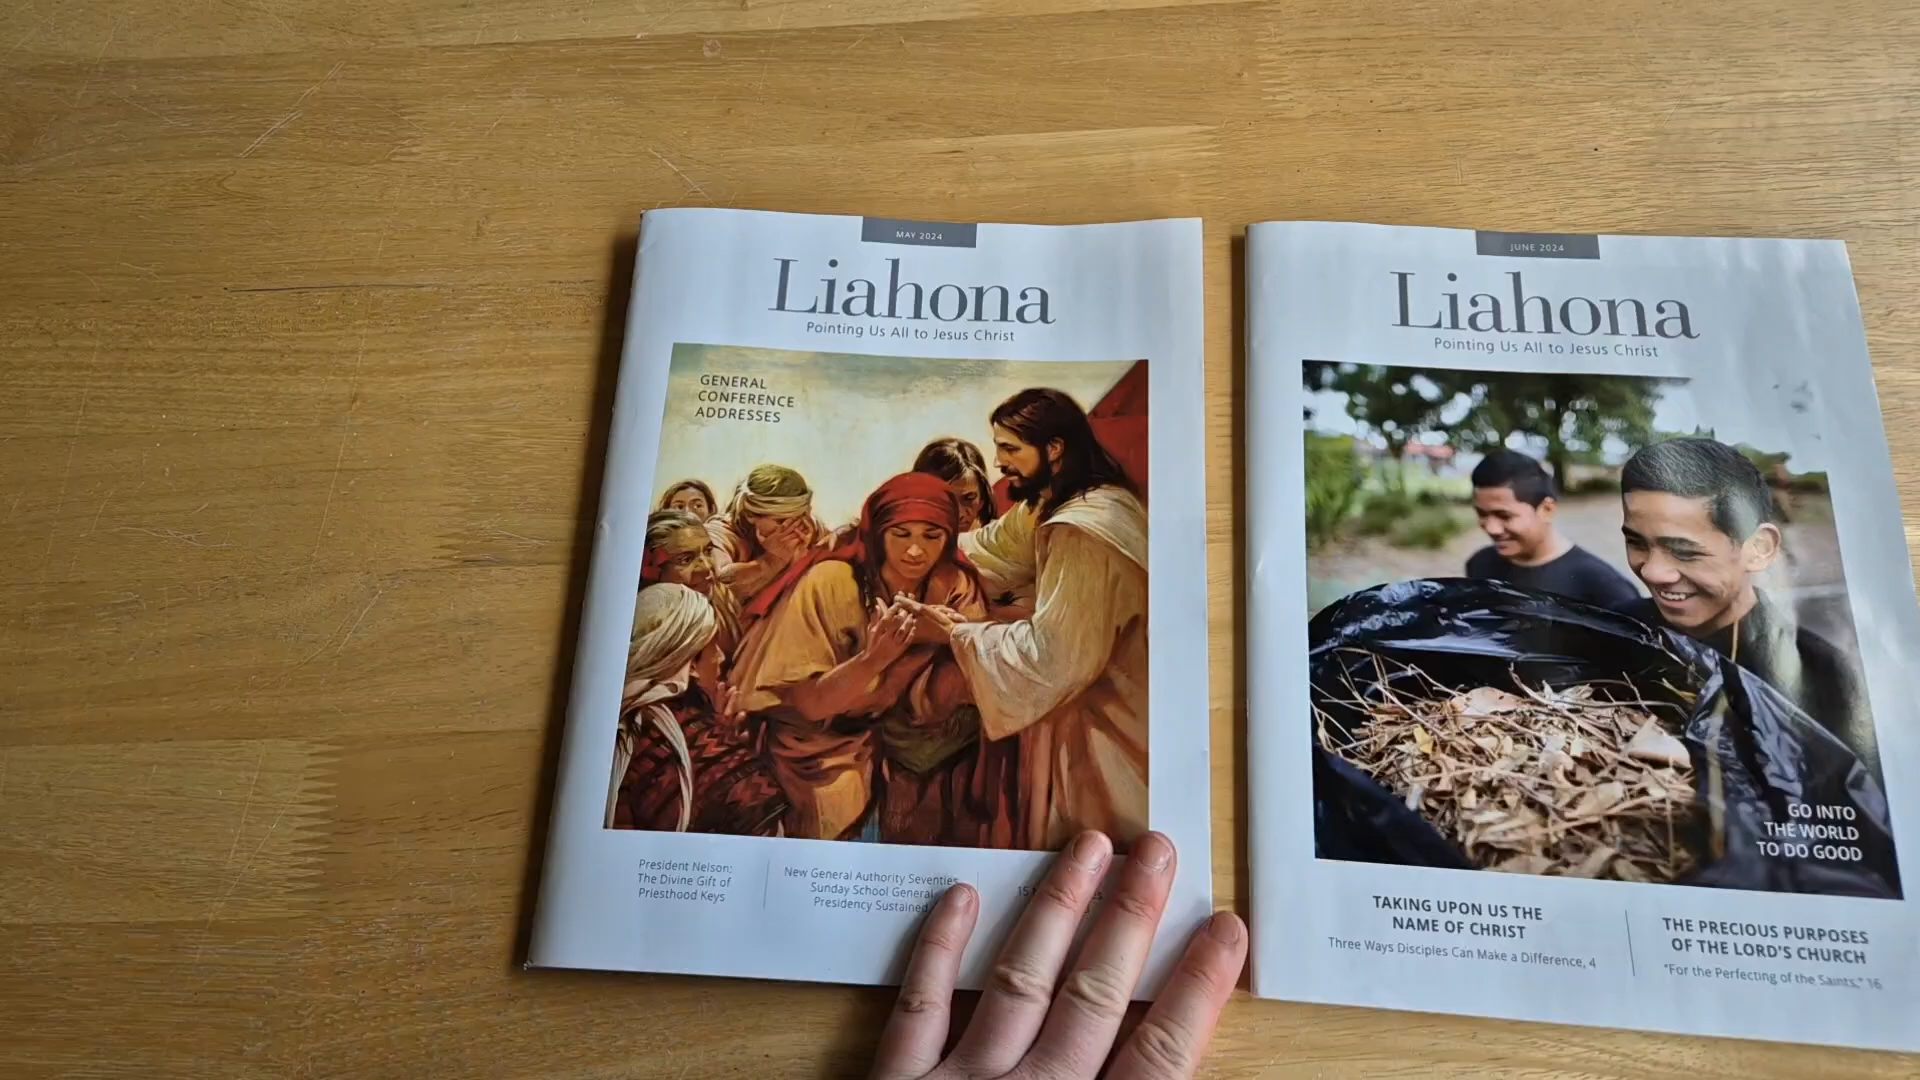 MAY 2024
Liahona
Pointing Us All to Jesus Christ
GENERAL
CONFERENCE
ADDRESSES
President Nelson:
The Divine Gift of
Priesthood Keys
New General Authority Seventies,
Sunday School General
Presidency Sustained
15
JUNE 2024
Liahona
Pointing Us All to Jesus Christ
GO INTO
THE WORLD
TO DO GOOD
TAKING UPON US THE
NAME OF CHRIST
Three Ways Disciples Can Make a Difference, 4
THE PRECIOUS PURPOSES
OF THE LORD'S CHURCH
"For the Perfecting of the Saints," 16